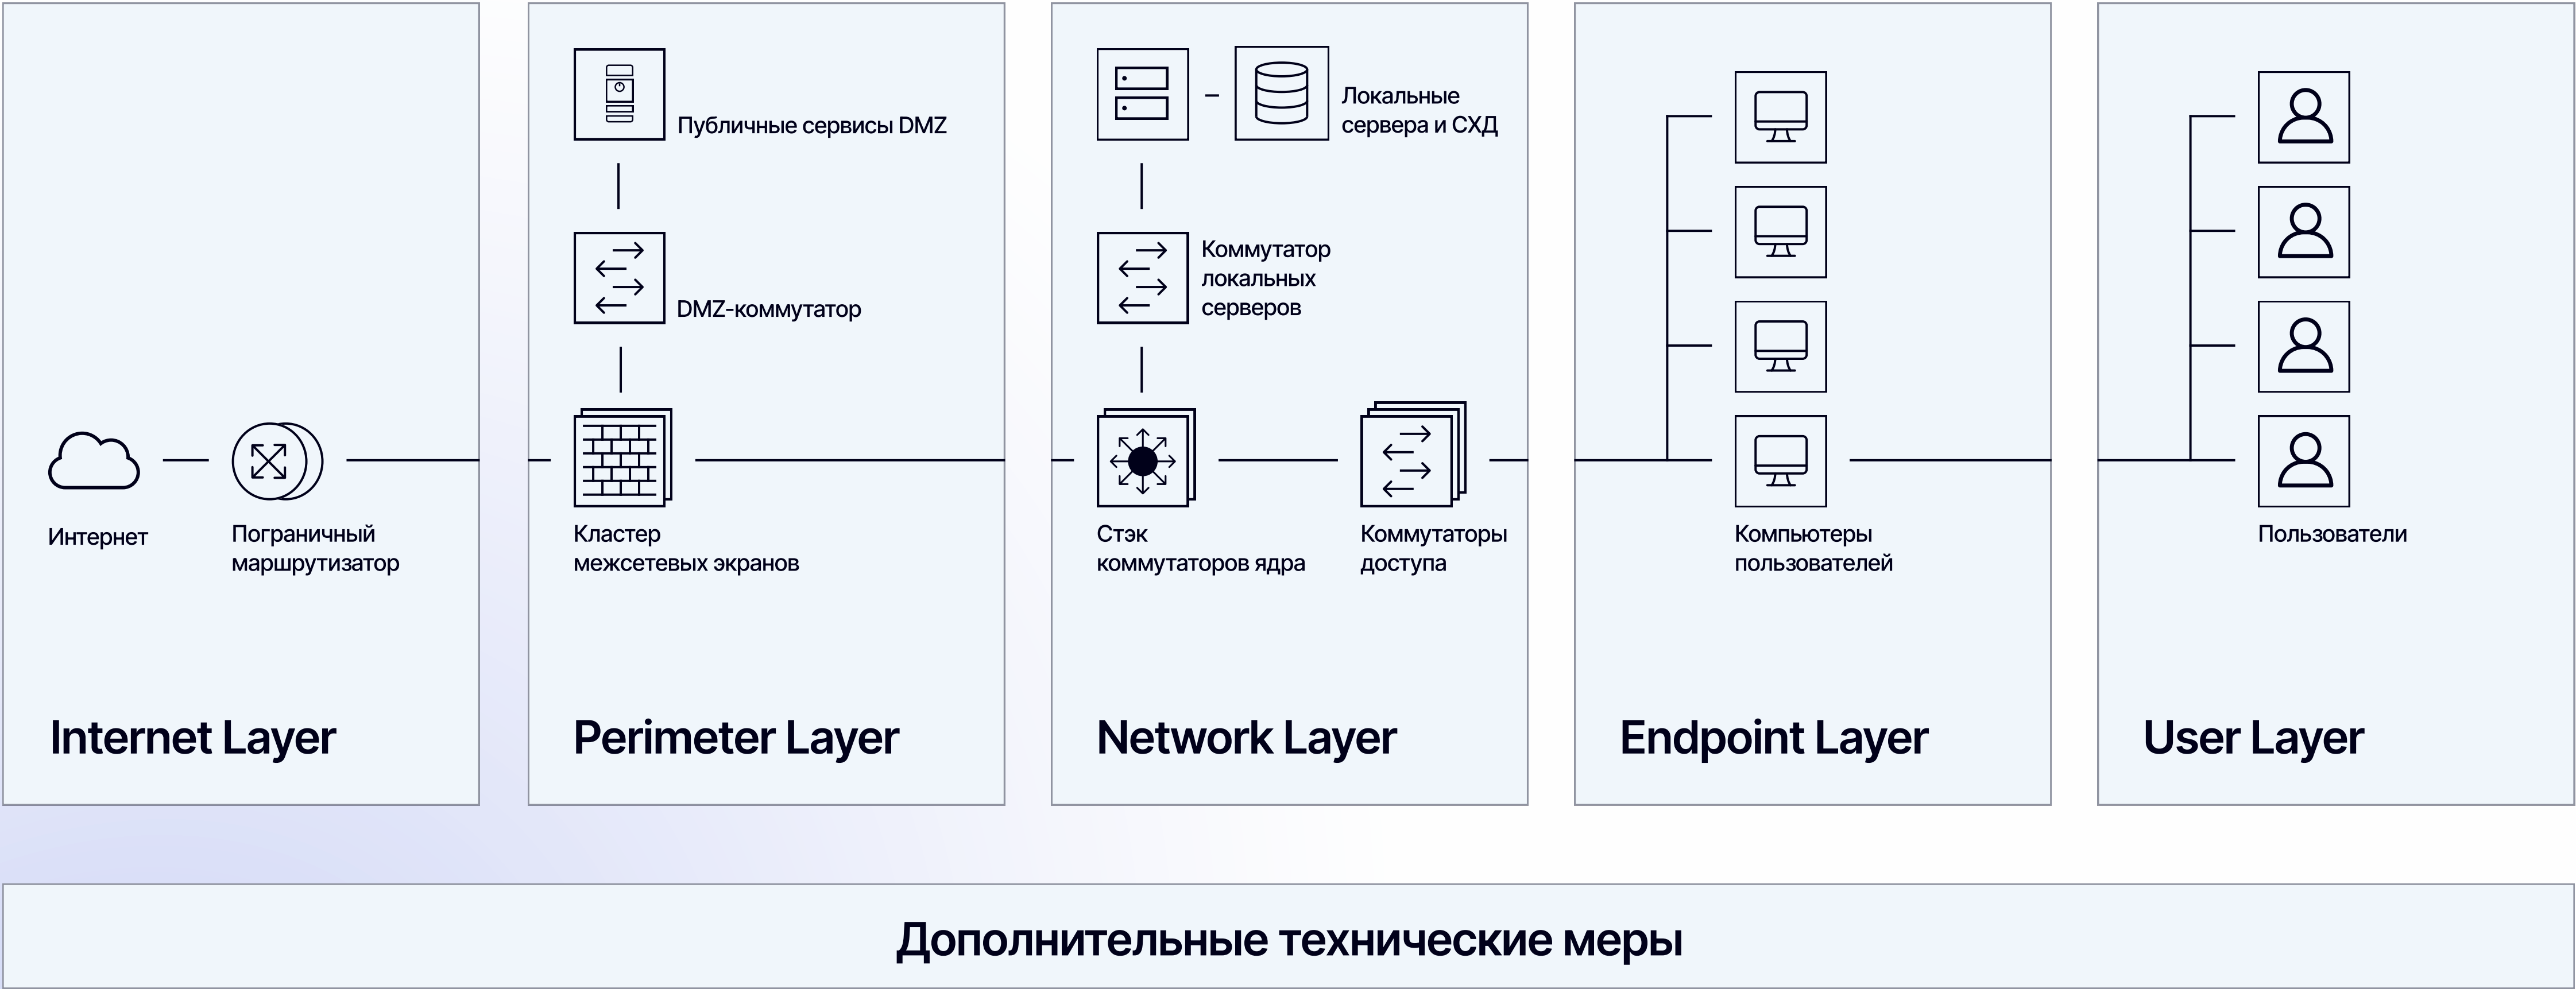 Интернет
Пограничный
маршрутизатор
Internet Layer
Публичные сервисы DMZ
DMZ-коммутатор
Кластер
межсетевых экранов
Perimeter Layer
Локальные
сервера и СХД
Коммутатор
локальных
серверов
Стэк
коммутаторов ядра
Коммутаторы
доступа
Network Layer
Компьютеры
пользователей
Endpoint Layer
Пользователи
User Layer
Дополнительные технические меры